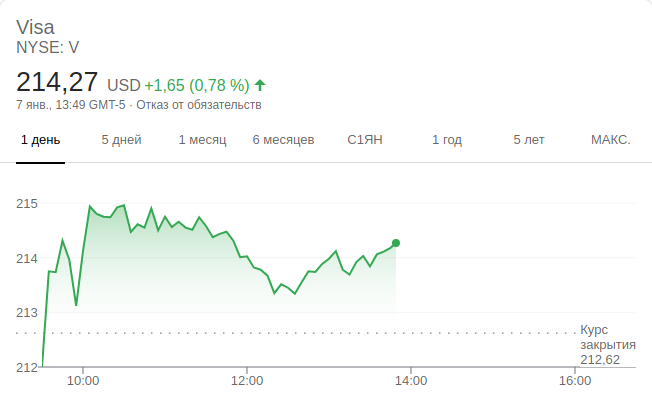 Visa
NYSE: V
214,27 USD +1,65 (0,78 %)
7 янв., 13:49 GMT-5 · Отказ от обязательств
1 день 5 дней 1 месяц 6 месяцев С1ЯН 1 год 5 лет МАКС.
215
214
213
212
Курс
закрытия
212,62
10:00 12:00 14:00 16:00